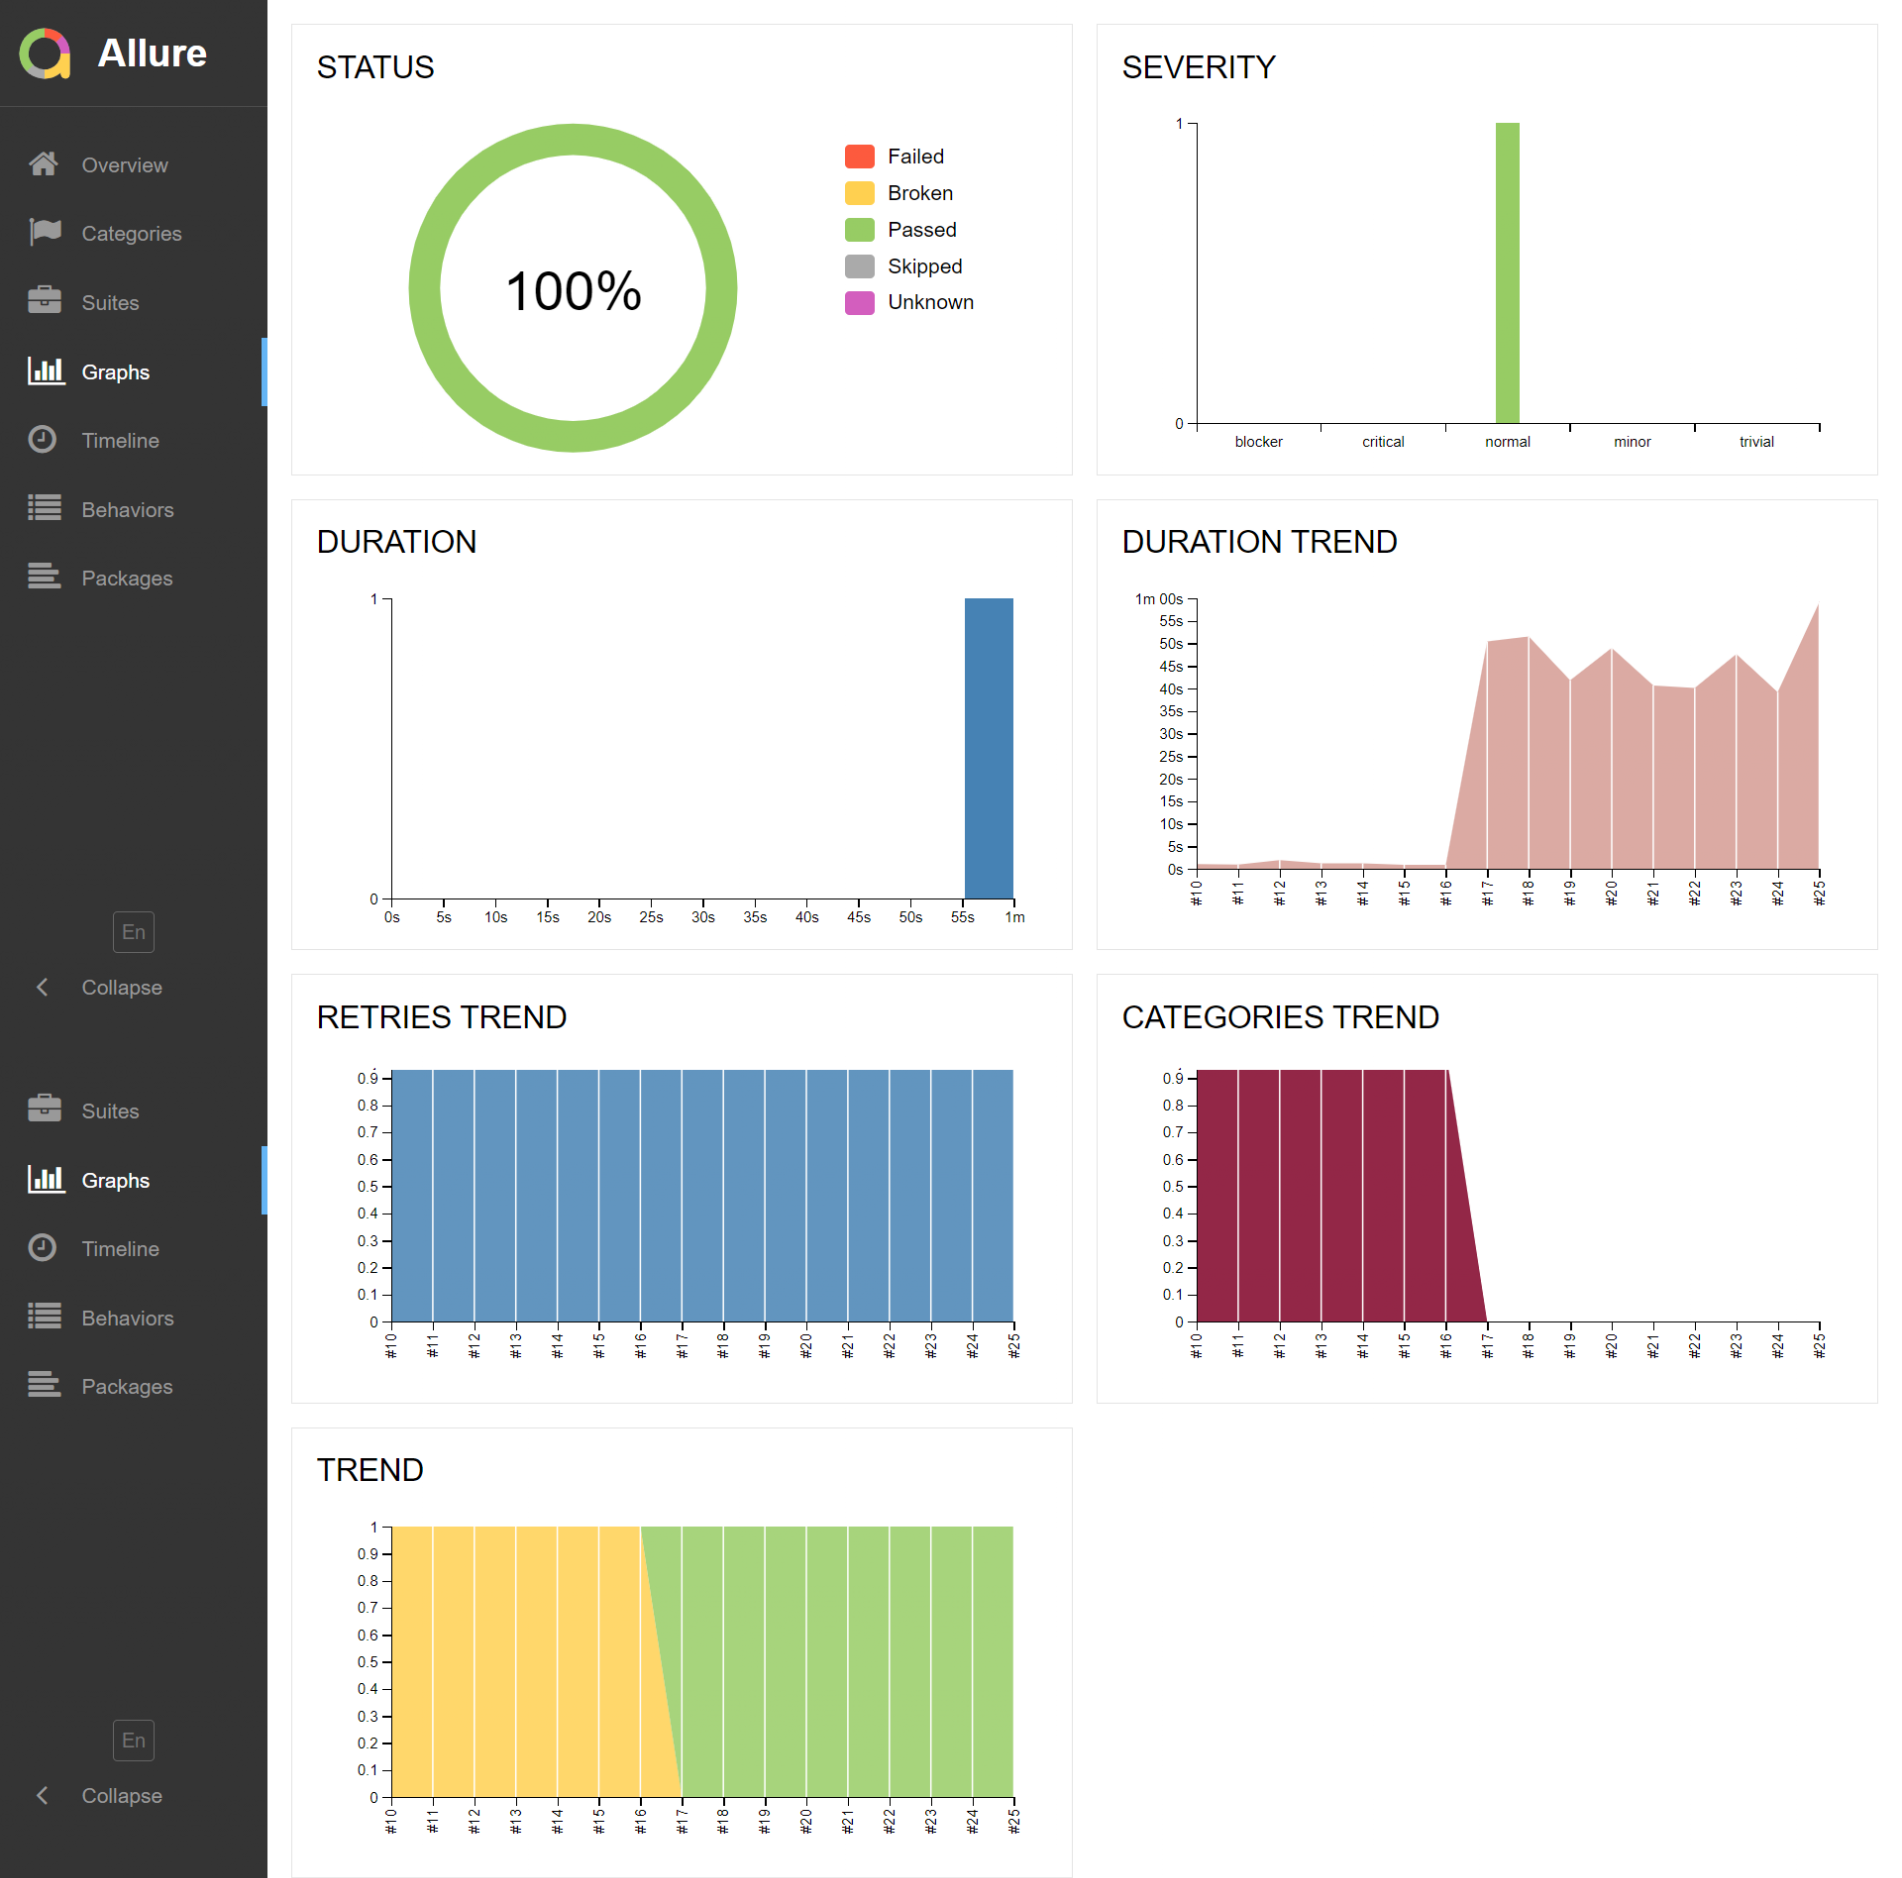 Allure
Overview
Categories
Suites
Graphs
Timeline
Behaviors
Packages
En
Collapse
Suites
Graphs
Timeline
Behaviors
Packages
En
Collapse
STATUS
100%
Failed
Broken
Passed
Skipped
Unknown
SEVERITY
1
0
blocker critical normal minor trivial
DURATION
1
0
0s 5s 10s 15s 20s 25s 30s 35s 40s 45s 50s 55s 1m
DURATION TREND
1m 00s
55s
50s
45s
40s
35s
30s
25s
20s
15s
10s
5s
0s
#10 #11 #12 #13 #14 #15 #16 #17 #18 #19 #20 #21 #22 #23 #24 #25
RETRIES TREND
0.9
0.8
0.7
0.6
0.5
0.4
0.3
0.2
0.1
0
#10 #11 #12 #13 #14 #15 #16 #17 #18 #19 #20 #21 #22 #23 #24 #25
CATEGORIES TREND
0.9
0.8
0.7
0.6
0.5
0.4
0.3
0.2
0.1
0
#10 #11 #12 #13 #14 #15 #16 #17 #18 #19 #20 #21 #22 #23 #24 #25
TREND
1
0.9
0.8
0.7
0.6
0.5
0.4
0.3
0.2
0.1
0
#10 #11 #12 #13 #14 #15 #16 #17 #18 #19 #20 #21 #22 #23 #24 #25